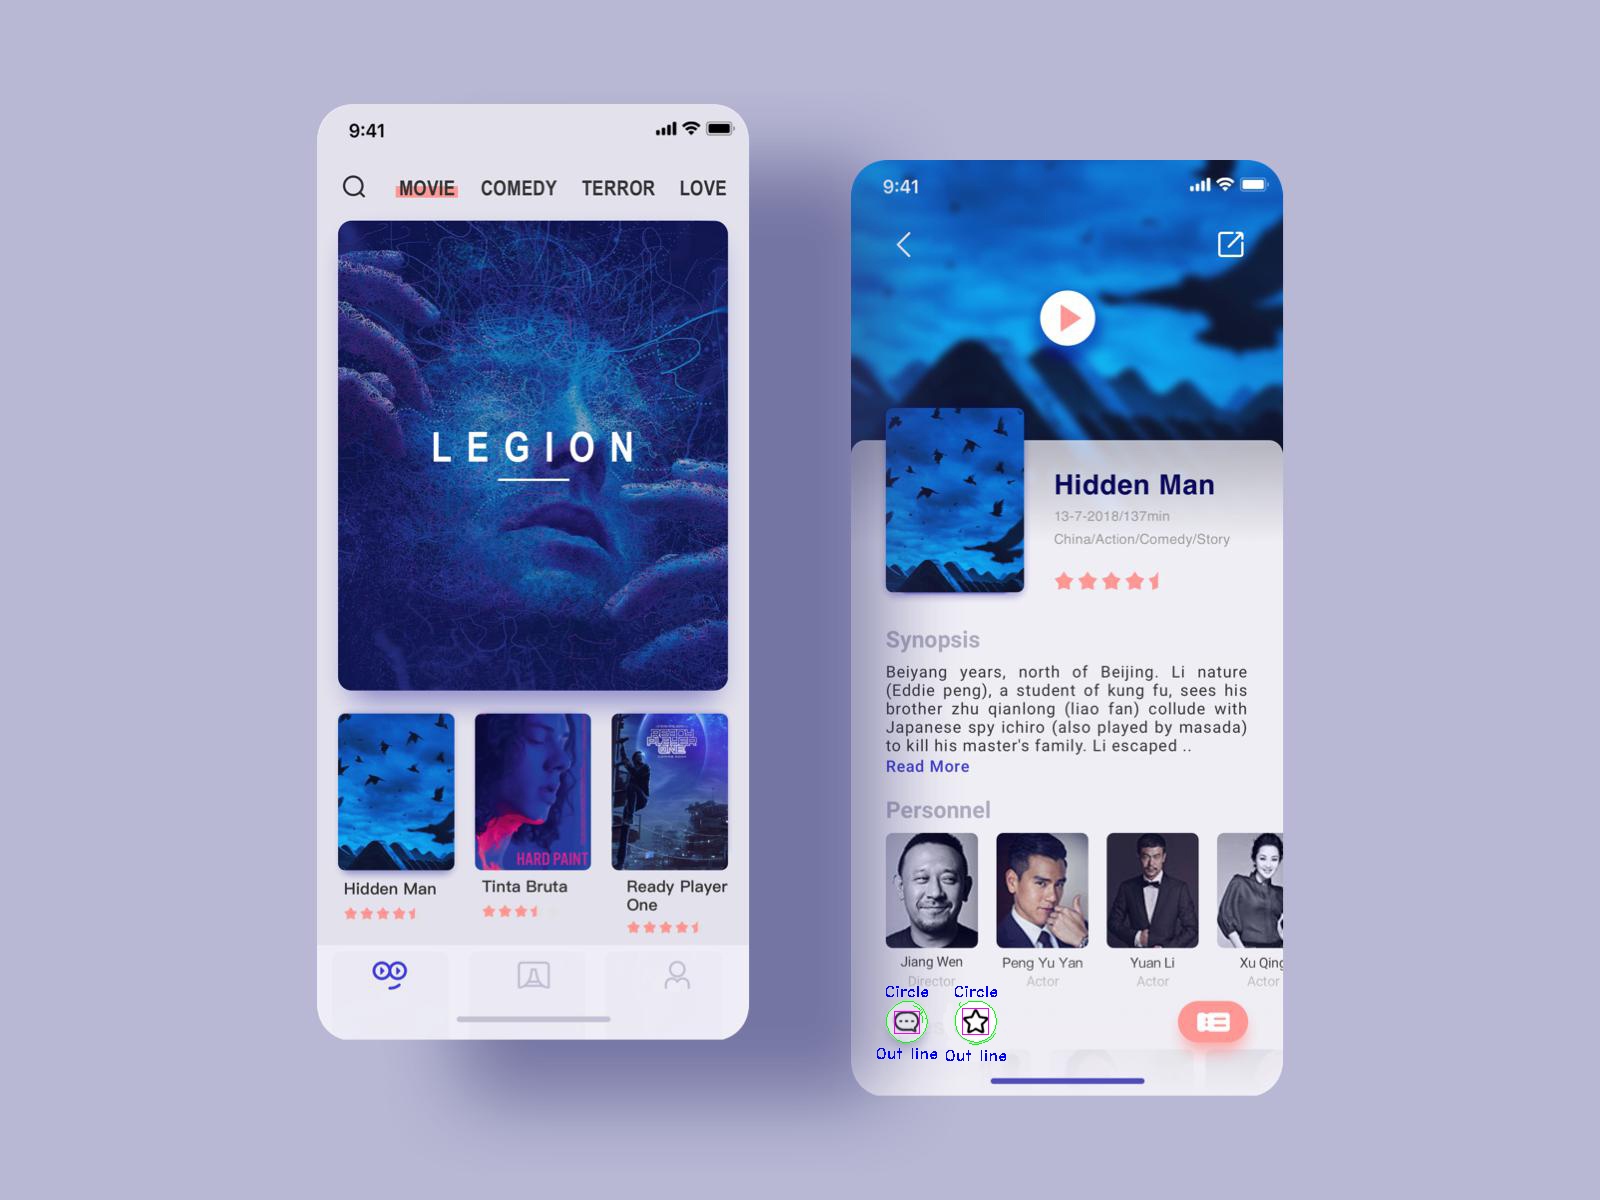 9:41
MOVIE COMEDY TERROR LOVE
LEGION
READY
PLAYER
ONE
HARD PAINT
Hidden Man
Tinta Bruta
Ready Player
One
9:41
Hidden Man
13-7-2018/137min
China/Action/Comedy/Story
Synopsis
Beiyang years, north of Beijing. Li nature
(Eddie peng), a student of kung fu, sees his
brother zhu qianlong (liao fan) collude with
Japanese spy ichiro (also played by masada)
to kill his master's family. Li escaped ..
Read More
Personnel
Jiang Wen Peng Yu Yan Yuan Li Xu Qing
Director Actor Actor Actor
Circle Circle
Out line Out line